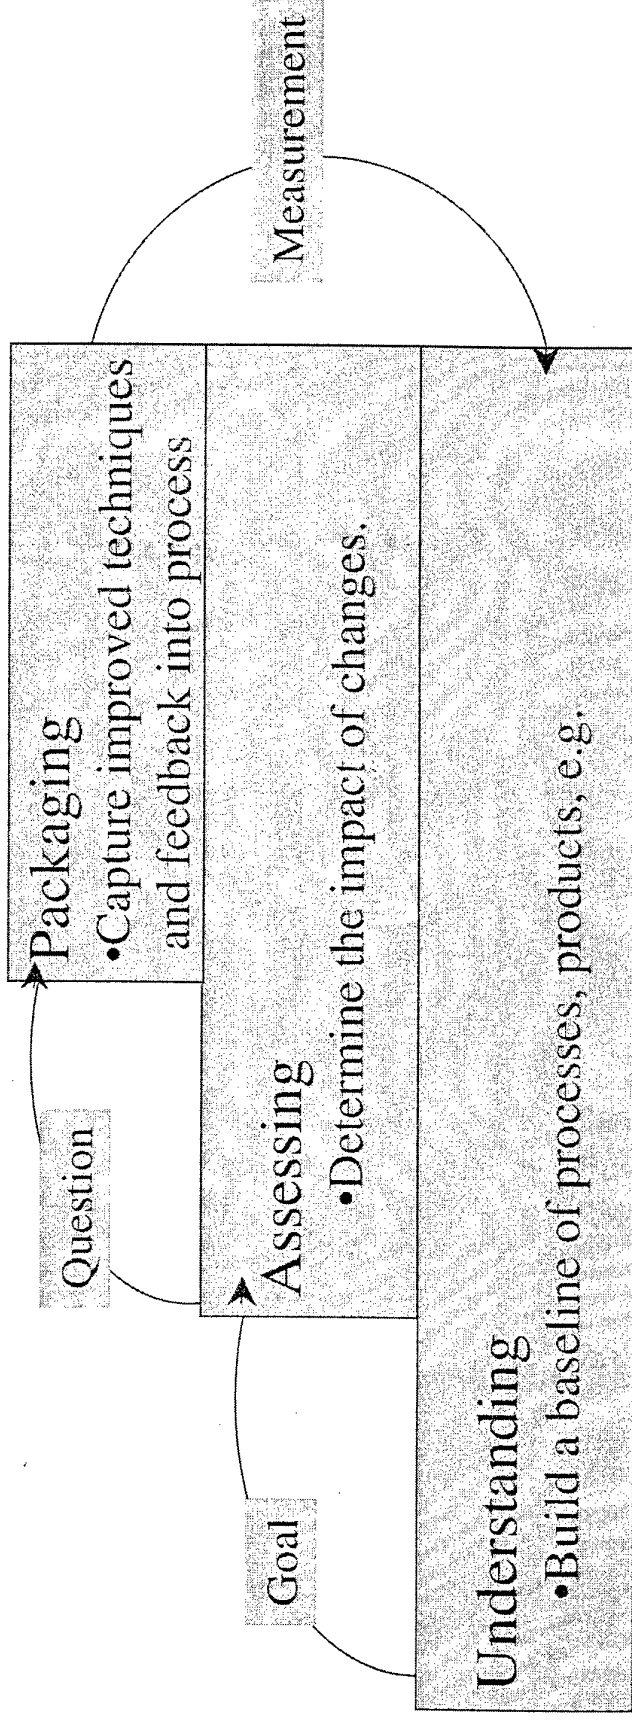 Measurement
Question
Packaging
•Capture improved techniques
and feedback into process
Goal
Assessing
•Determine the impact of changes.
Understanding
•Build a baseline of processes, products, e.g.